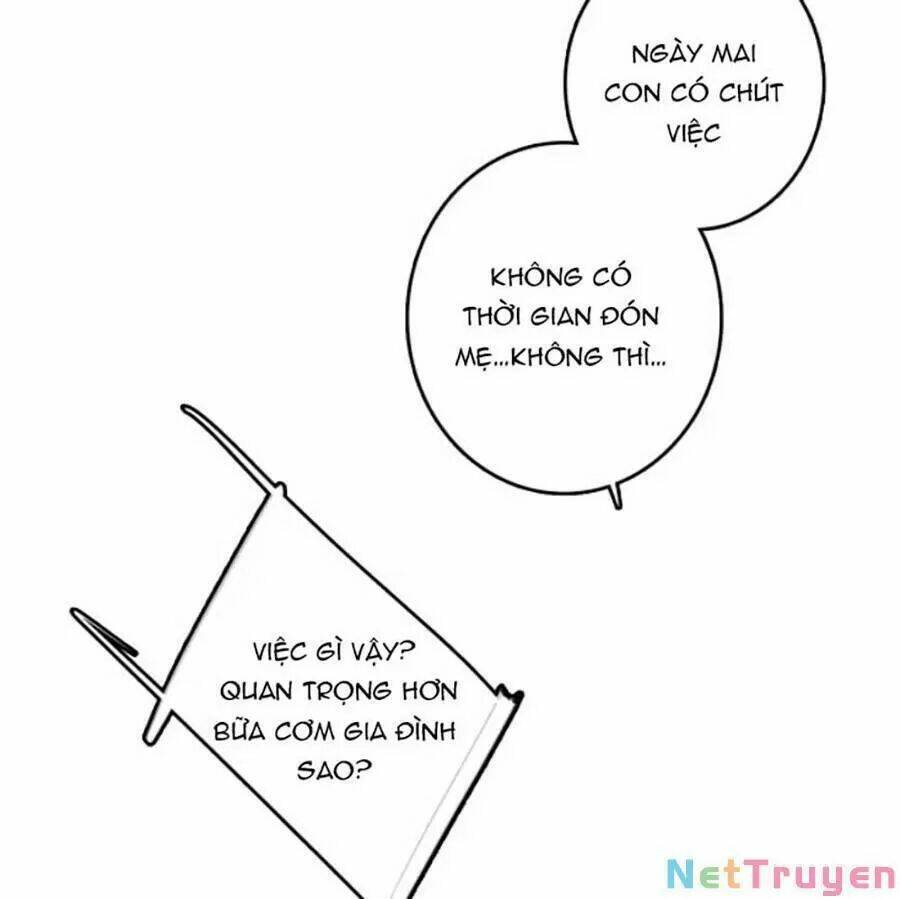 NGÀY MAI
CON CÓ CHÚT
VIỆC
KHÔNG CÓ
THỜI GIAN ĐÓN
MẸ...KHÔNG THÌ...
VIỆC GÌ VẬY?
QUAN TRỌNG HƠN
BỮA CƠM GIA ĐÌNH
SAO?
NetTruyen